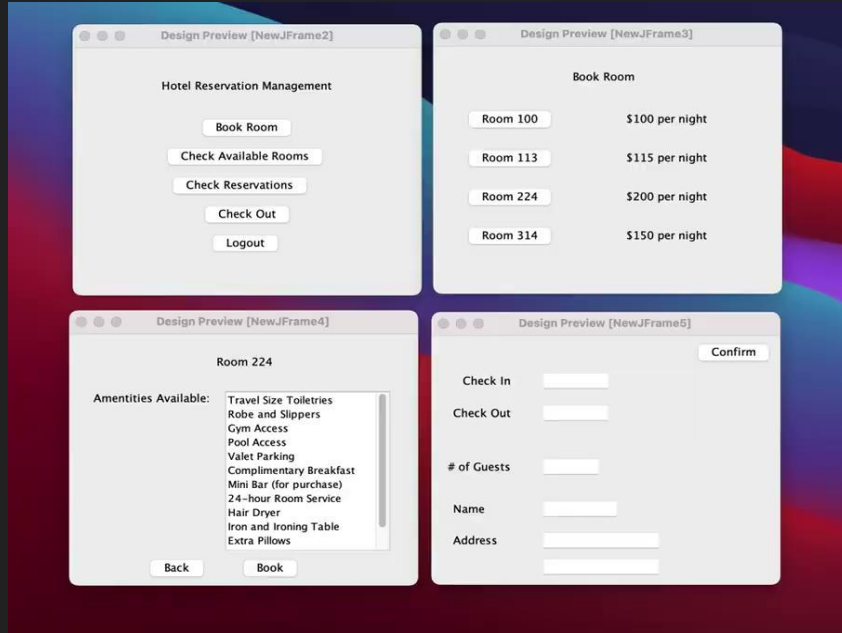 Design Preview [NewJFrame2]
Hotel Reservation Management
Book Room
Check Available Rooms
Check Reservations
Check Out
Logout
Design Preview [NewJFrame3]
Book Room
Room 100 $100 per night
Room 113 $115 per night
Room 224 $200 per night
Room 314 $150 per night
Design Preview [NewJFrame4]
Room 224
Amentities Available:
Travel Size Toiletries
Robe and Slippers
Gym Access
Pool Access
Valet Parking
Complimentary Breakfast
Mini Bar (for purchase)
24-hour Room Service
Hair Dryer
Iron and Ironing Table
Extra Pillows
Back Book
Design Preview [NewJFrame5]
Confirm
Check In
Check Out
# of Guests
Name
Address